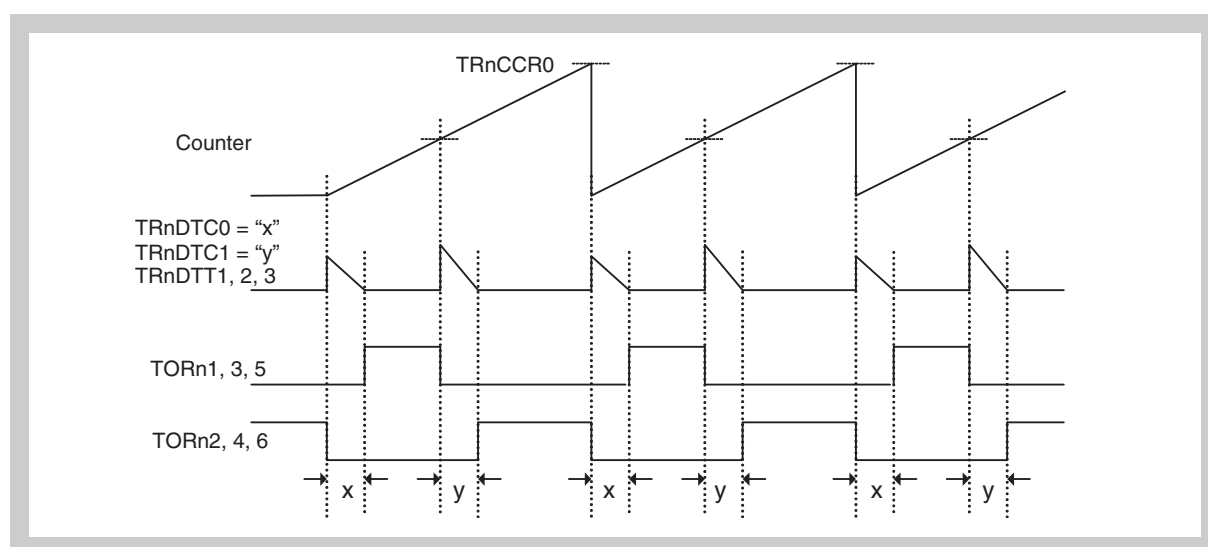 TRnCCR0
Counter
TRnDTC0 = “x”
TRnDTC1 = “y”
TRnDTT1, 2, 3
TORn1, 3, 5
TORn2, 4, 6
x y x y x y